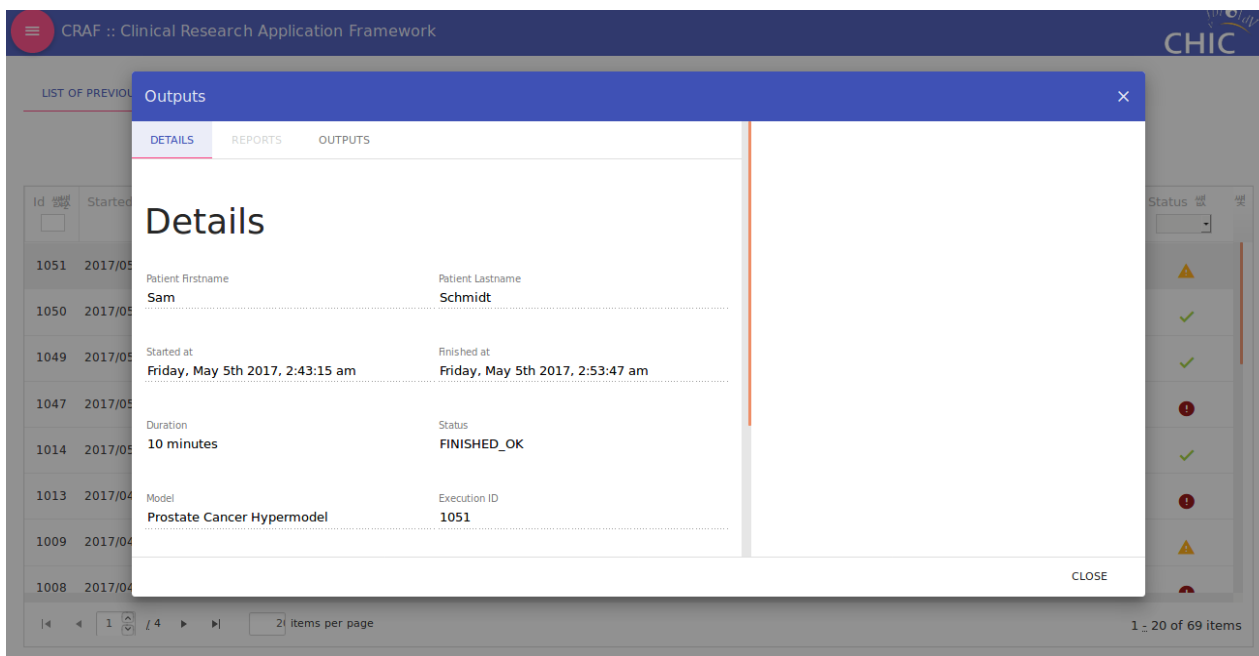 CRAF :: Clinical Research Application Framework
CHIC
LIST OF PREVIOU
Outputs
DETAILS REPORTS OUTPUTS
Id Started Status
Details
Patient Firstname Patient Lastname
Sam Schmidt
Started at Finished at
Friday, May 5th 2017, 2:43:15 am Friday, May 5th 2017, 2:53:47 am
Duration Status
10 minutes FINISHED_OK
Model Execution ID
Prostate Cancer Hypermodel 1051
1051 2017/05
1050 2017/05
1049 2017/05
1047 2017/05
1014 2017/05
1013 2017/04
1009 2017/04
1008 2017/04
CLOSE
1 / 4 20 items per page
1 - 20 of 69 items